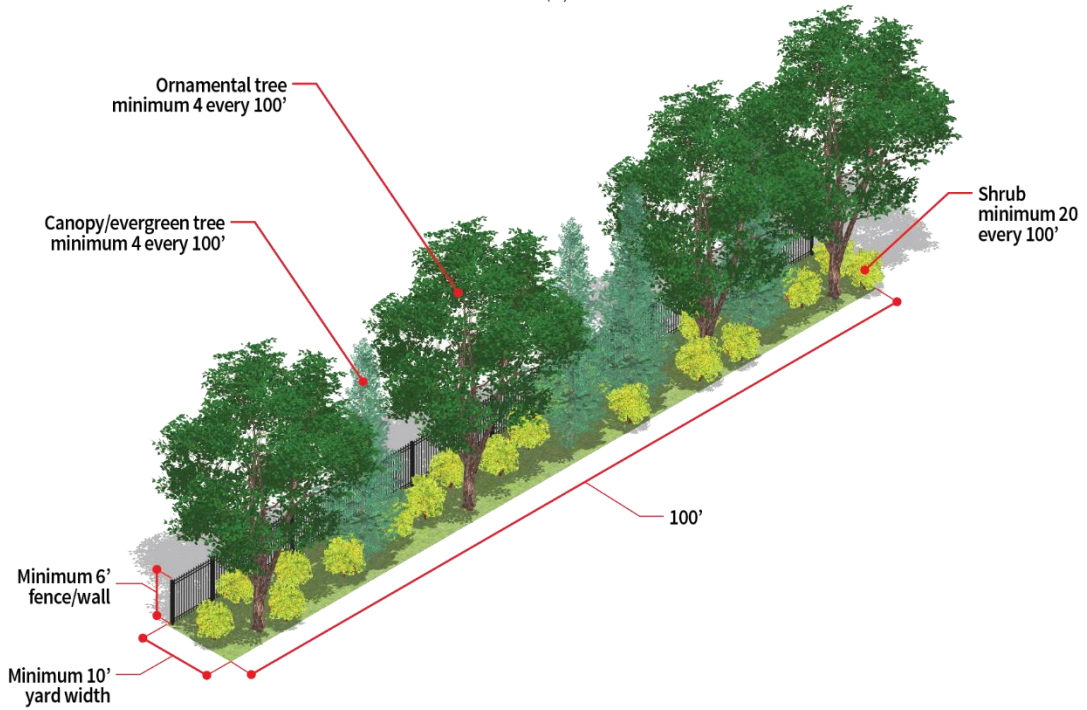 Ornamental tree
minimum 4 every 100’
Canopy/evergreen tree
minimum 4 every 100’
Shrub
minimum 20
every 100’
100’
Minimum 6’
fence/wall
Minimum 10’
yard width